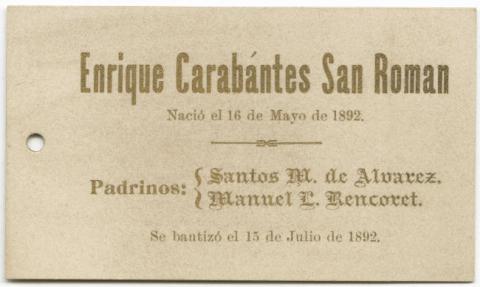 Enrique Carabántes San Roman
Nació el 16 de Mayo de 1892.
Padrinos: { Santos M. de Alvarez.
Manuel L. Rencoret.
Se bantizó el 15 de Julio de 1892.